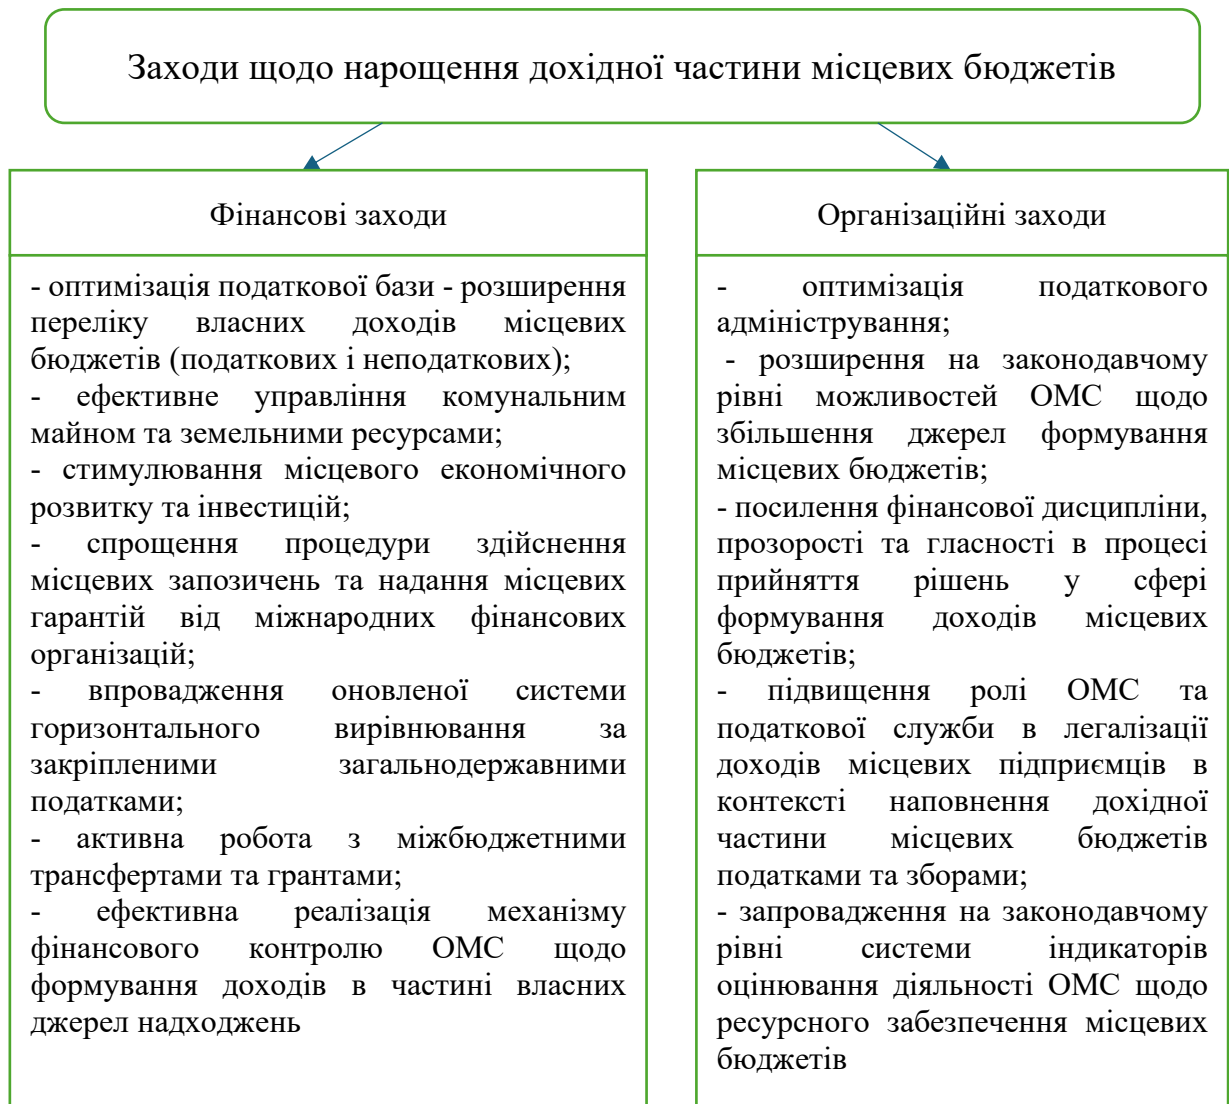 Заходи щодо нарощення дохідної частини місцевих бюджетів
Фінансові заходи
- оптимізація податкової бази - розширення
переліку власних доходів місцевих
бюджетів (податкових і неподаткових);
- ефективне управління комунальним
майном та земельними ресурсами;
- стимулювання місцевого економічного
розвитку та інвестицій;
- спрощення процедури здійснення
місцевих запозичень та надання місцевих
гарантій від міжнародних фінансових
організацій;
- впровадження оновленої системи
горизонтального вирівнювання за
закріпленими загальнодержавними
податками;
- активна робота з міжбюджетними
трансфертами та грантами;
- ефективна реалізація механізму
фінансового контролю ОМС щодо
формування доходів в частині власних
джерел надходжень
Організаційні заходи
- оптимізація податкового
адміністрування;
- розширення на законодавчому
рівні можливостей ОМС щодо
збільшення джерел формування
місцевих бюджетів;
- посилення фінансової дисципліни,
прозорості та гласності в процесі
прийняття рішень у сфері
формування доходів місцевих
бюджетів;
- підвищення ролі ОМС та
податкової служби в легалізації
доходів місцевих підприємців в
контексті наповнення дохідної
частини місцевих бюджетів
податками та зборами;
- запровадження на законодавчому
рівні системи індикаторів
оцінювання діяльності ОМС щодо
ресурсного забезпечення місцевих
бюджетів